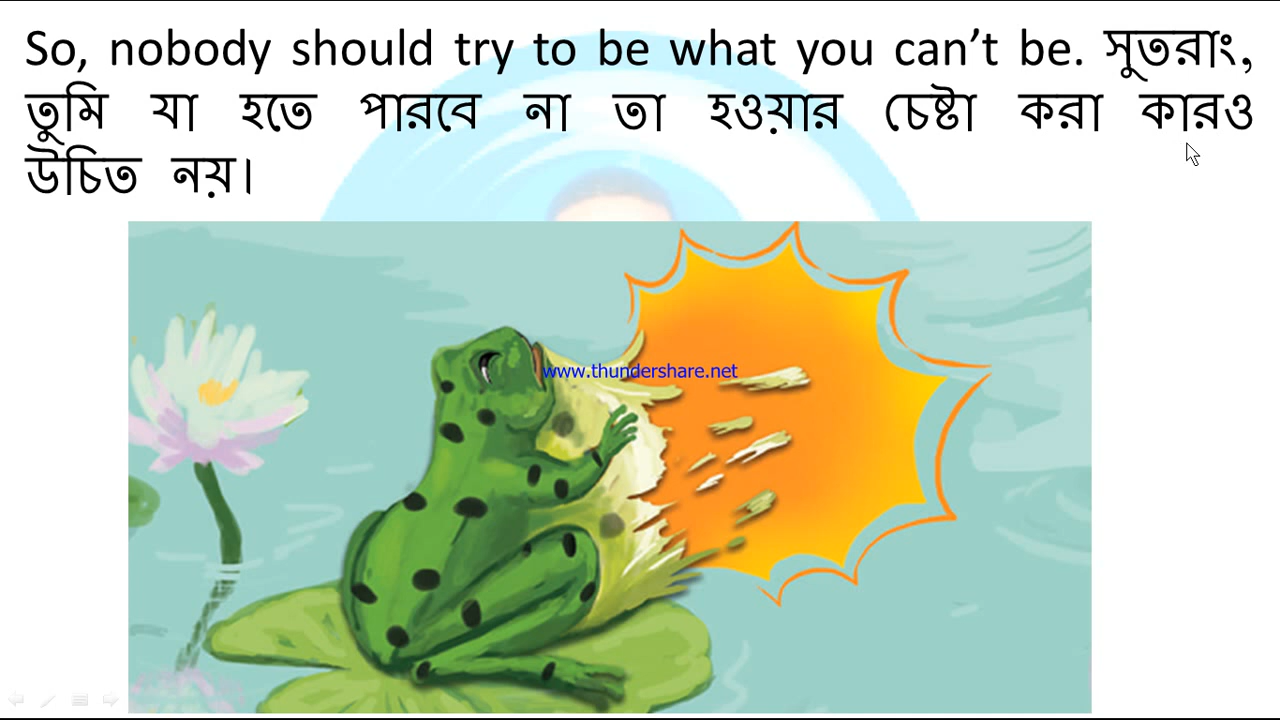 So, nobody should try to be what you can't be. সুতরাং,
তুমি যা হতে পারবে না তা হওয়ার চেষ্টা করা কারও
উচিত নয়।
www.thundershare.net